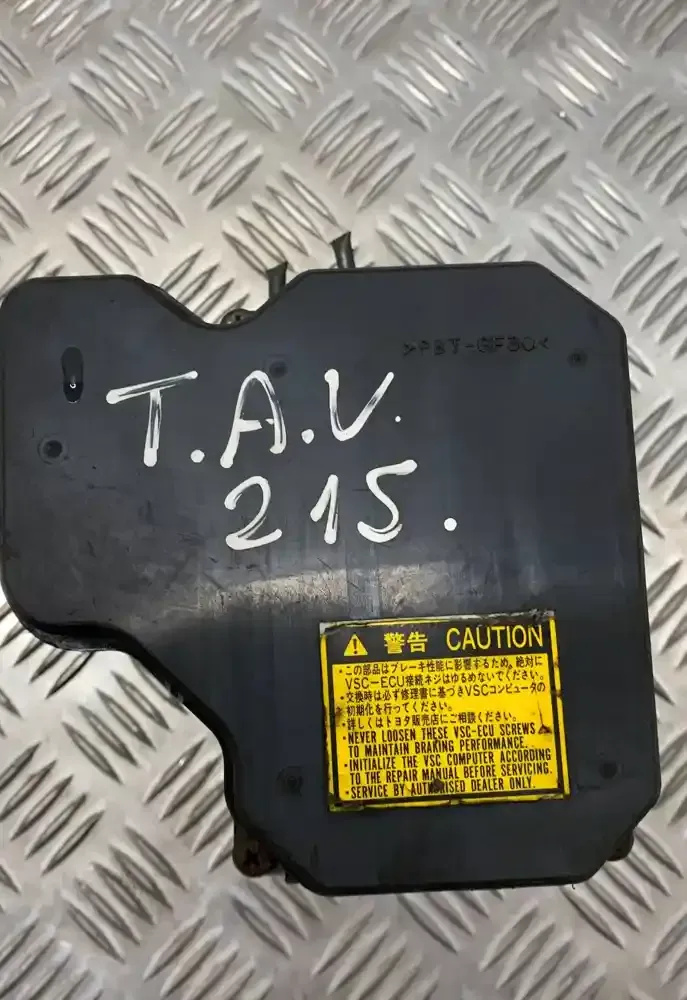 >PBT-GF30<
T.A.V.
215.
警告 CAUTION
・この部品はブレーキ性能に影響するため、絶対に
VSC-ECU接続ネジはゆるめないでください。
・交換時は必ず修理書に基づきVSCコンピュータの
初期化を行ってください。
詳しくはトヨタ販売店にご相談ください。
・NEVER LOOSEN THESE VSC-ECU SCREWS
TO MAINTAIN BRAKING PERFORMANCE.
・INITIALIZE THE VSC COMPUTER ACCORDING
TO THE REPAIR MANUAL BEFORE SERVICING.
・SERVICE BY AUTHORISED DEALER ONLY.